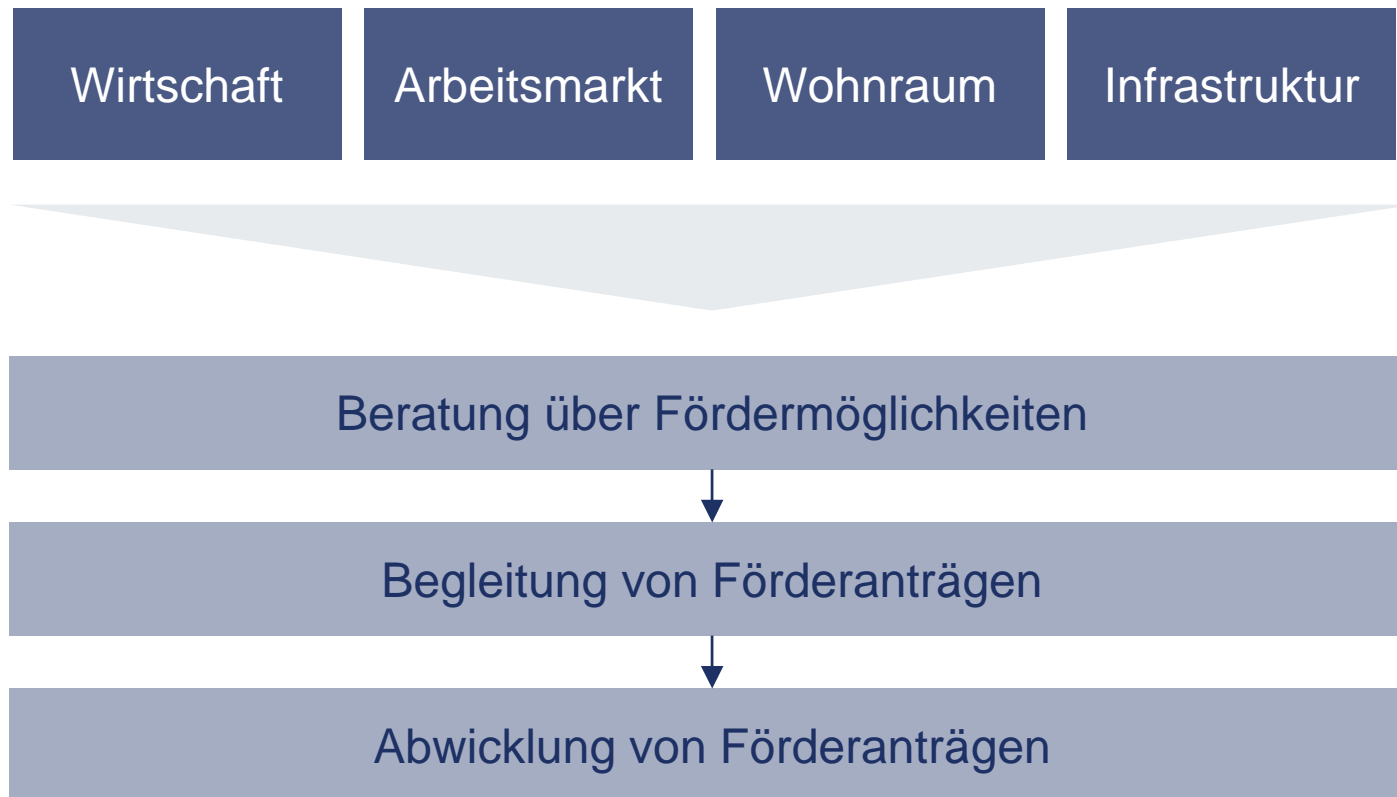 Wirtschaft
Arbeitsmarkt
Wohnraum
Infrastruktur
Beratung über Fördermöglichkeiten
Begleitung von Förderanträgen
Abwicklung von Förderanträgen